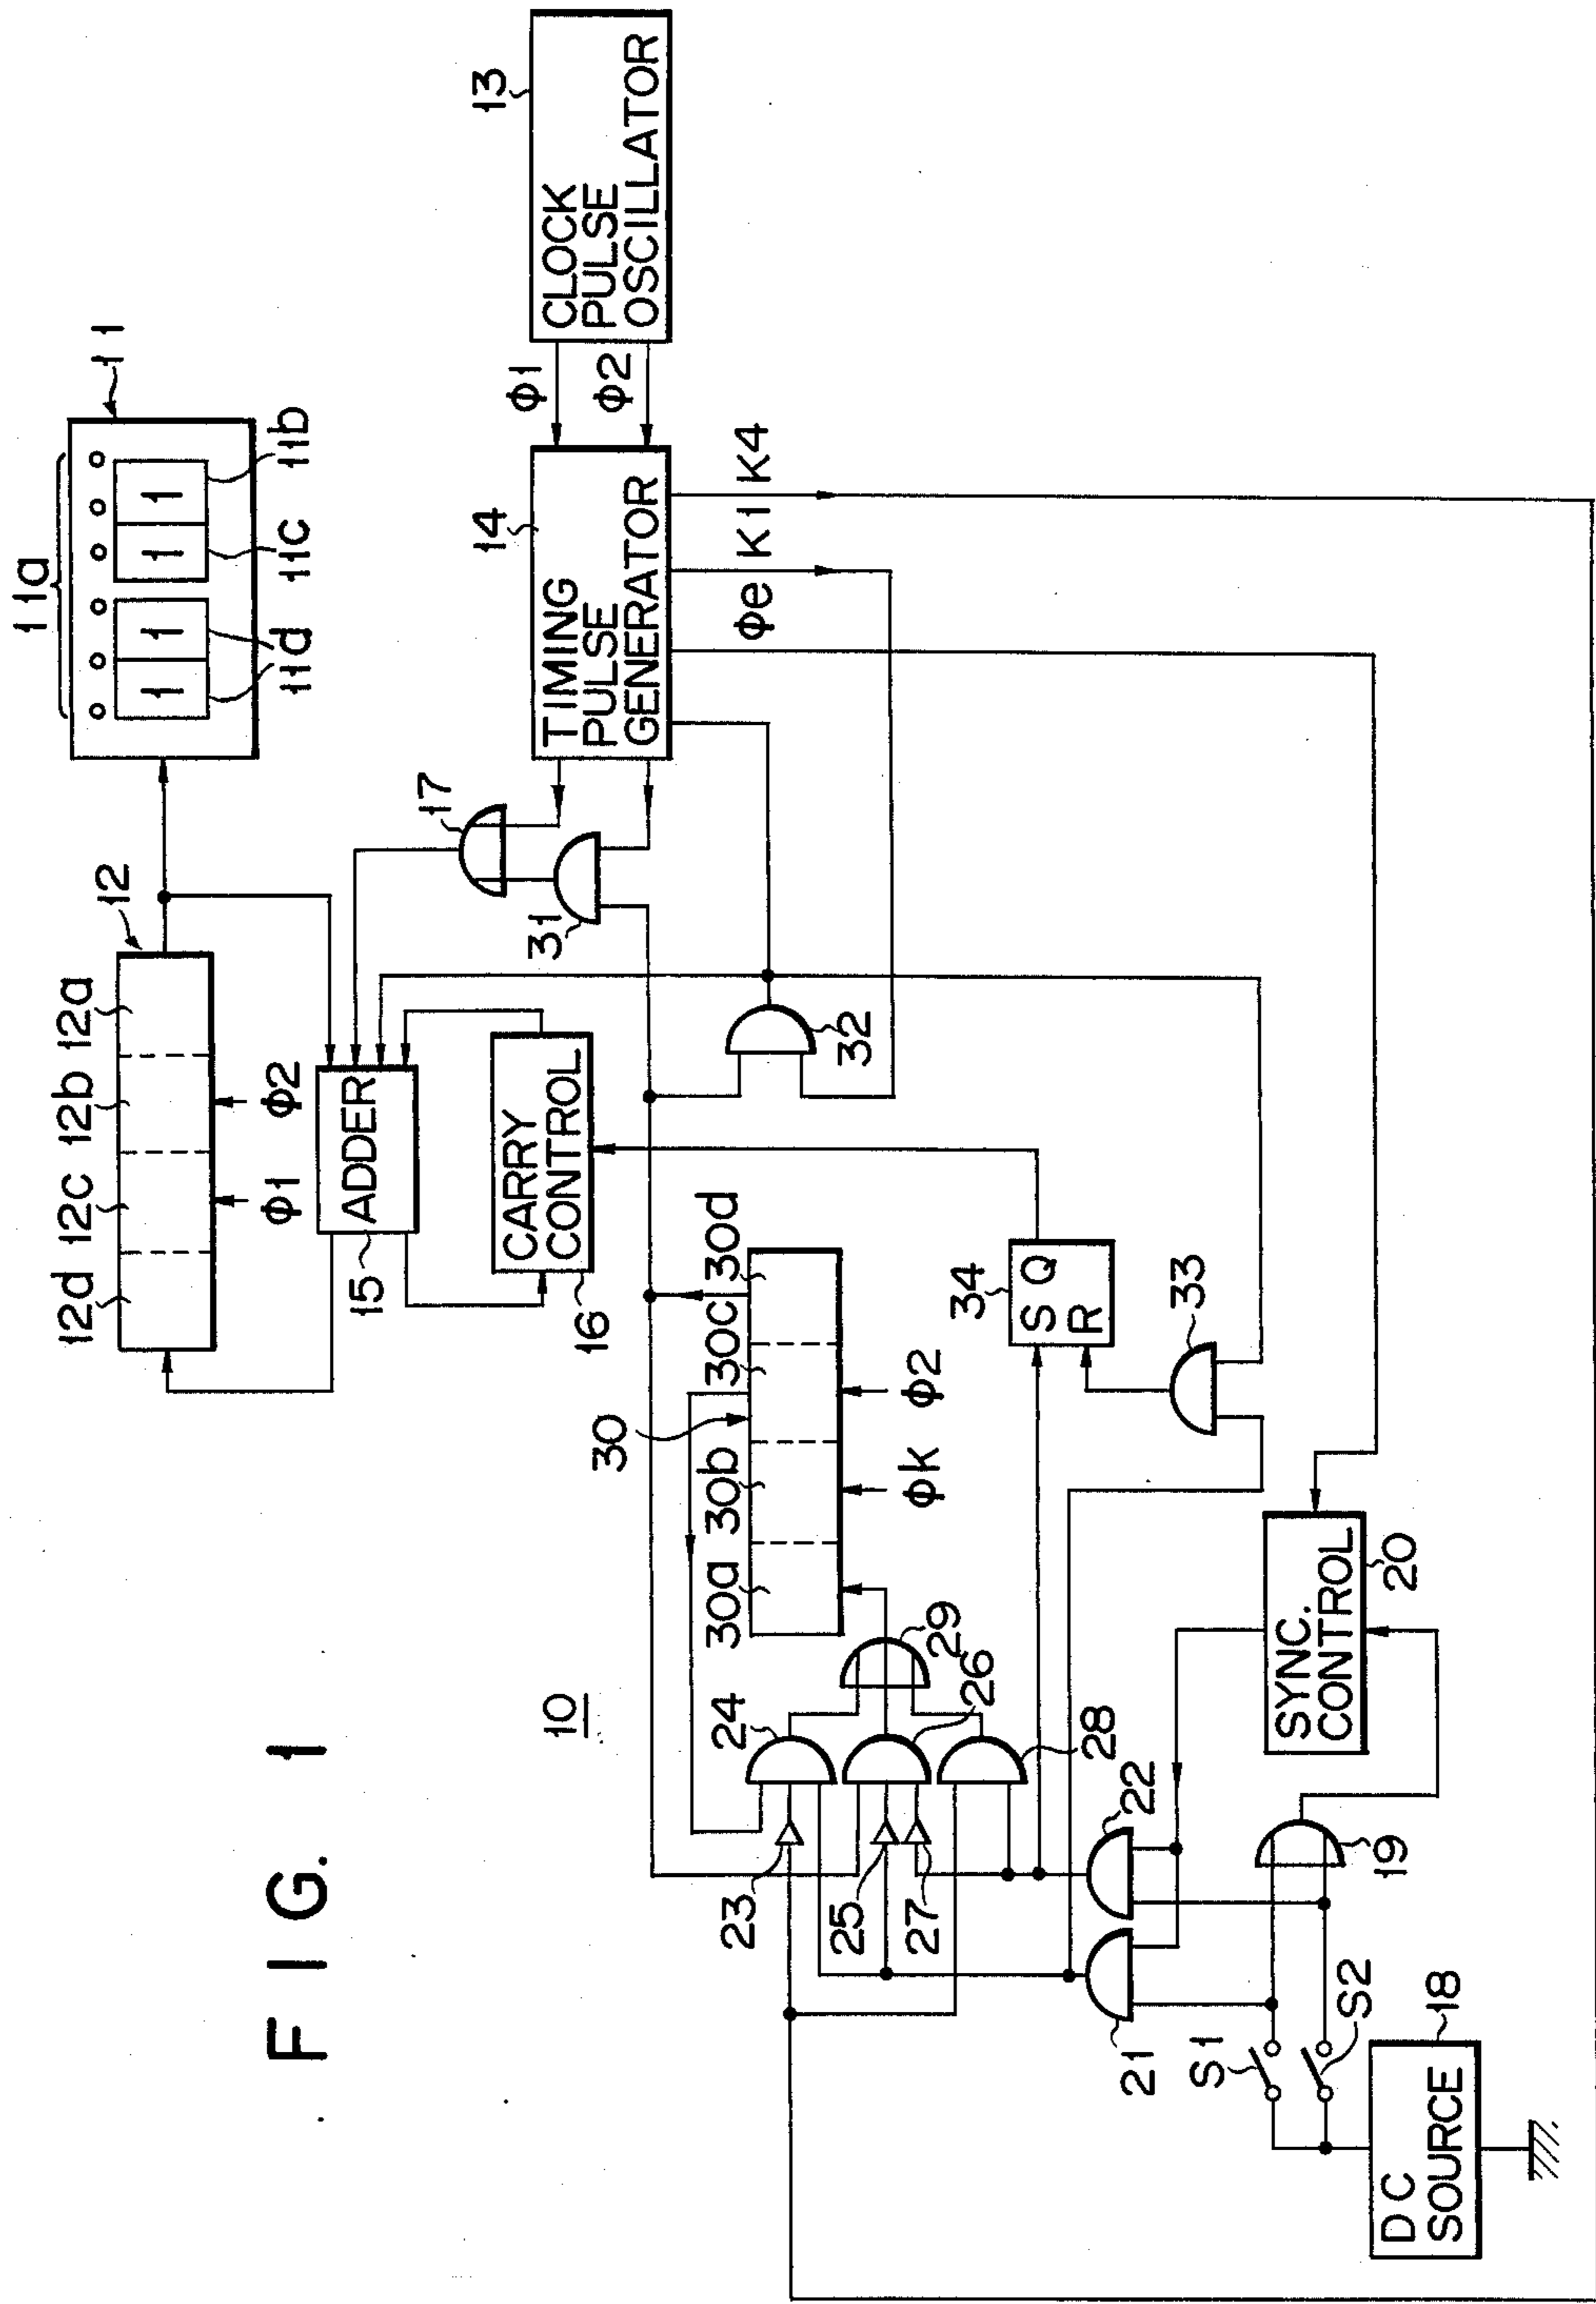 FIG. 1
10
11a
11
11d
11c
11b
12d
12c
12b
12a
12
Φ1
Φ2
ADDER
15
CARRY
CONTROL
16
17
31
32
14
TIMING
PULSE
GENERATOR
Φe
K1
K4
Φ1
Φ2
13
CLOCK
PULSE
OSCILLATOR
30
30a
30b
30c
30d
Φk
Φ2
23
24
25
26
27
28
29
34
S Q
R
33
21
22
19
SYNC.
CONTROL
20
S1
S2
DC
SOURCE
18